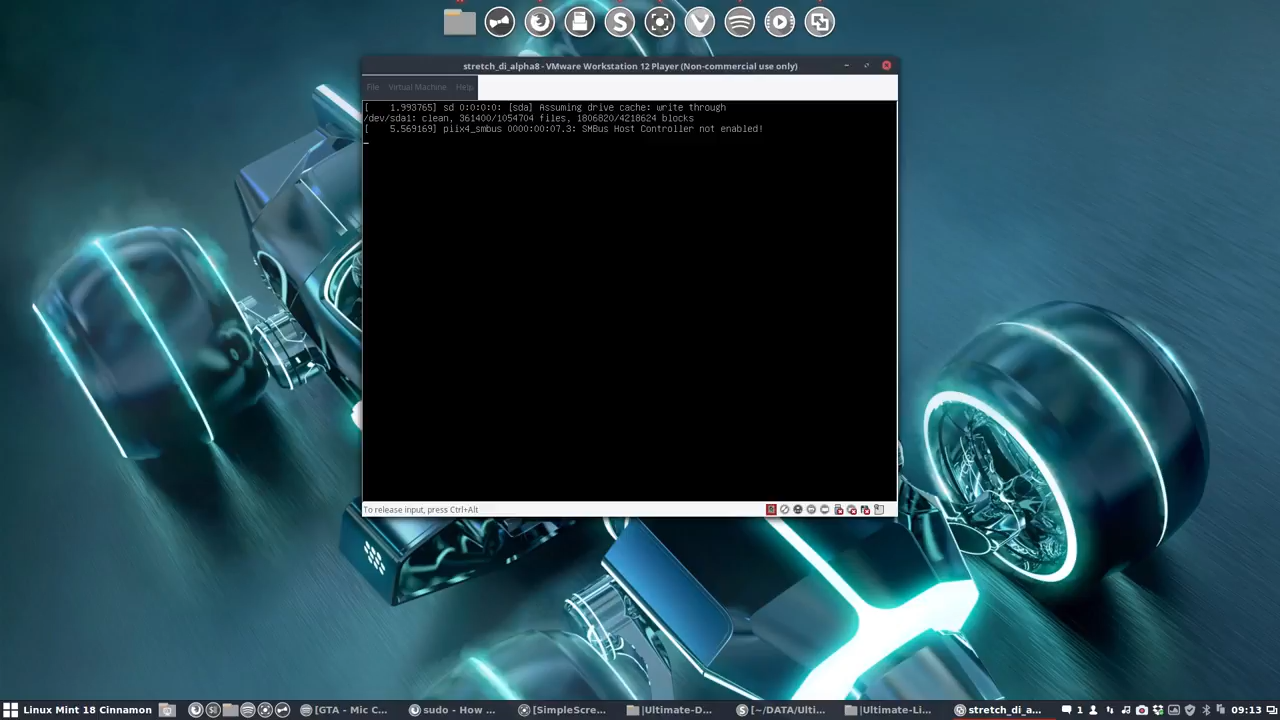 stretch_di_alpha8 - VMware Workstation 12 Player (Non-commercial use only)
File Virtual Machine Help
[    1.993765] sd 0:0:0:0: [sda] Assuming drive cache: write through
/dev/sda1: clean, 361400/1054704 files, 1806820/4218624 blocks
[    5.569169] piix4_smbus 0000:00:07.3: SMBus Host Controller not enabled!
To release input, press Ctrl+Alt
Linux Mint 18 Cinnamon
[GTA - Mic C...
sudo - How ...
[SimpleScre...
|Ultimate-D...
[~/DATA/Ulti...
|Ultimate-Li...
stretch_di_a...
1
09:13